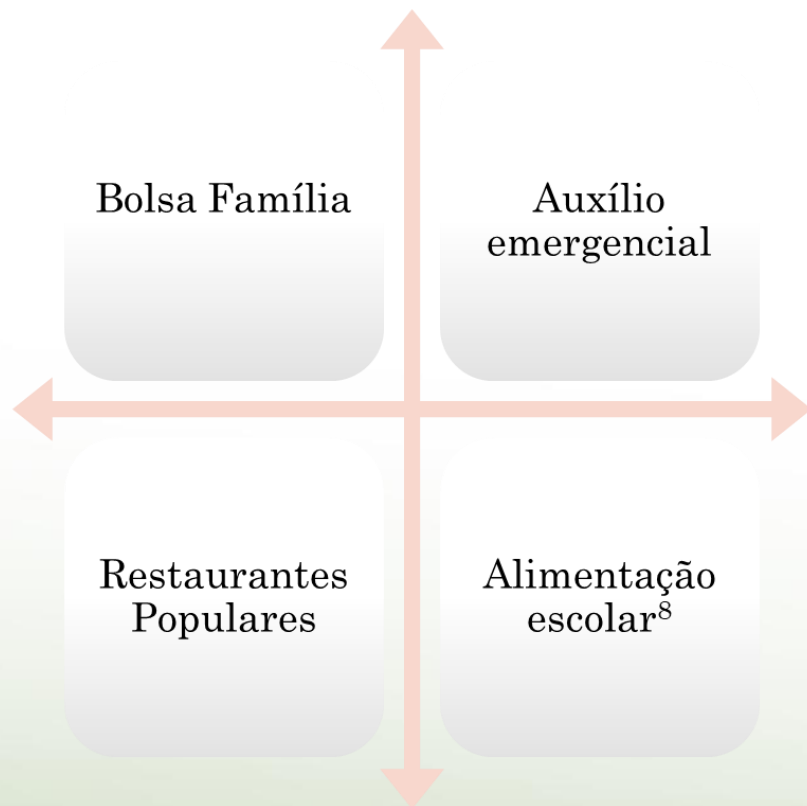 Bolsa Família
Auxílio
emergencial
Restaurantes
Populares
Alimentação
escolar⁸